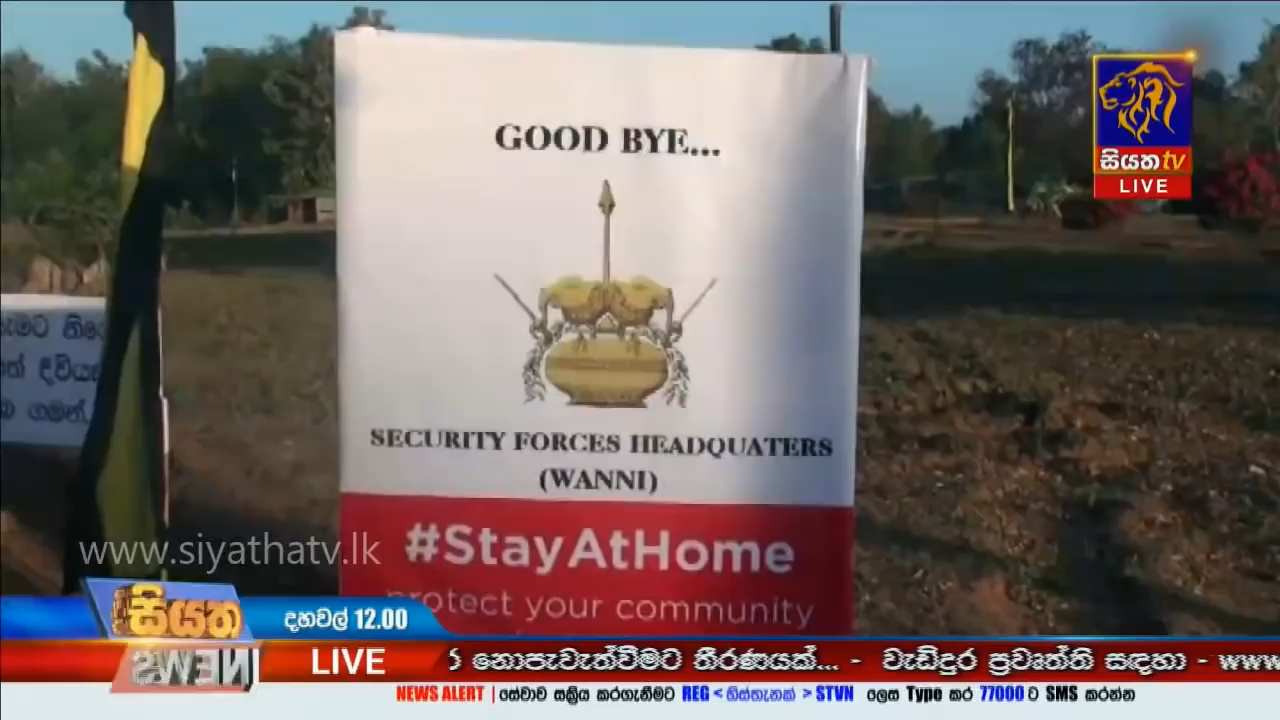 GOOD BYE...
සියත tv
LIVE
SECURITY FORCES HEADQUATERS
(WANNI)
#StayAtHome
protect your community
www.siyathatv.lk
සියත
දහවල් 12.00
NEWS
LIVE
නොපැවැත්වීමට තීරණයක්... - වැඩිදුර ප්‍රවෘත්ති සඳහා - www
NEWS ALERT | සේවාව සක්‍රිය කරගැනීමට REG < හිස්තැනක් > STVN ලෙස Type කර 77000 ට SMS කරන්න